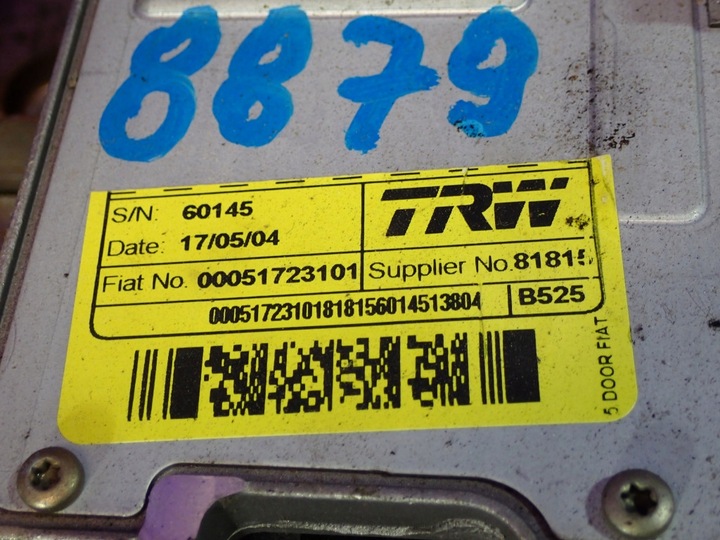 8879
S/N: 60145
TRW
Date: 17/05/04
Fiat No. 00051723101
Supplier No. 81815
00051723101818156014513804
B525
5 DOOR FIAT